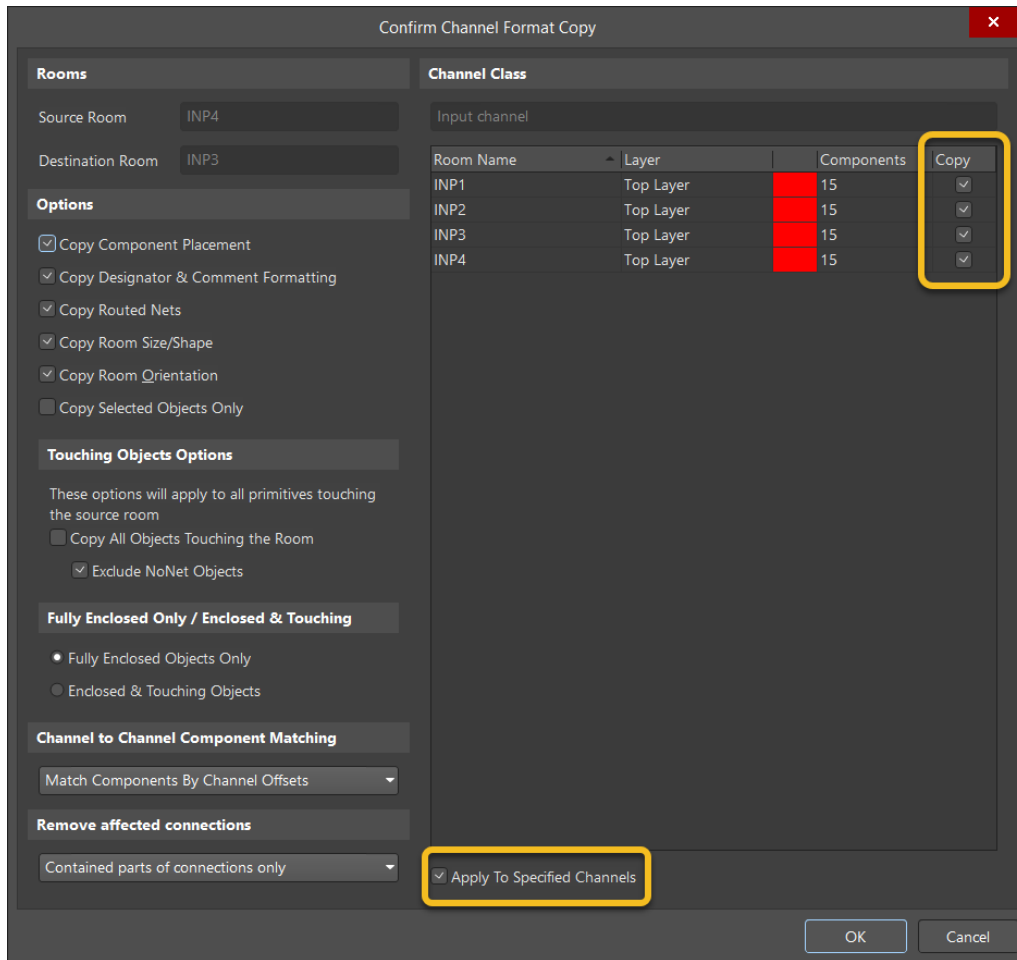 Confirm Channel Format Copy
Rooms
Source Room INP4
Destination Room INP3
Options
Copy Component Placement
Copy Designator & Comment Formatting
Copy Routed Nets
Copy Room Size/Shape
Copy Room Orientation
Copy Selected Objects Only
Touching Objects Options
These options will apply to all primitives touching
the source room
Copy All Objects Touching the Room
Exclude NoNet Objects
Fully Enclosed Only / Enclosed & Touching
Fully Enclosed Objects Only
Enclosed & Touching Objects
Channel to Channel Component Matching
Match Components By Channel Offsets
Remove affected connections
Contained parts of connections only
Channel Class
Input channel
Room Name Layer Components Copy
INP1 Top Layer 15
INP2 Top Layer 15
INP3 Top Layer 15
INP4 Top Layer 15
Apply To Specified Channels
OK Cancel